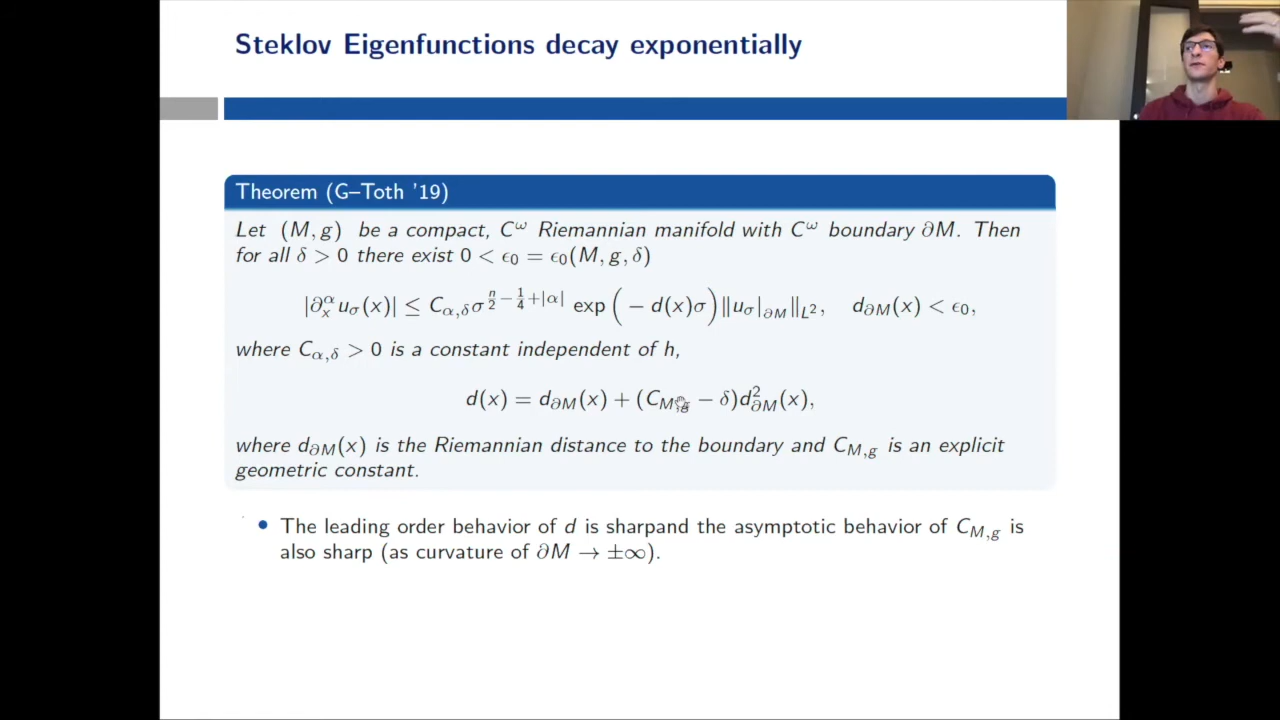 Steklov Eigenfunctions decay exponentially
Theorem (G–Toth '19)
Let (M, g) be a compact, C^ω Riemannian manifold with C^ω boundary ∂M. Then
for all δ > 0 there exist 0 < ϵ₀ = ϵ₀(M, g, δ)
|∂ₓ^α u_σ(x)| ≤ C_{α,δ} σ^{n/2 − 1/4 + |α|} exp( − d(x)σ) ‖u_σ|_{∂M}‖_{L²}, d_{∂M}(x) < ϵ₀,
where C_{α,δ} > 0 is a constant independent of h,
d(x) = d_{∂M}(x) + (C_{M,g} − δ)d²_{∂M}(x),
where d_{∂M}(x) is the Riemannian distance to the boundary and C_{M,g} is an explicit
geometric constant.
• The leading order behavior of d is sharpand the asymptotic behavior of C_{M,g} is
also sharp (as curvature of ∂M → ±∞).